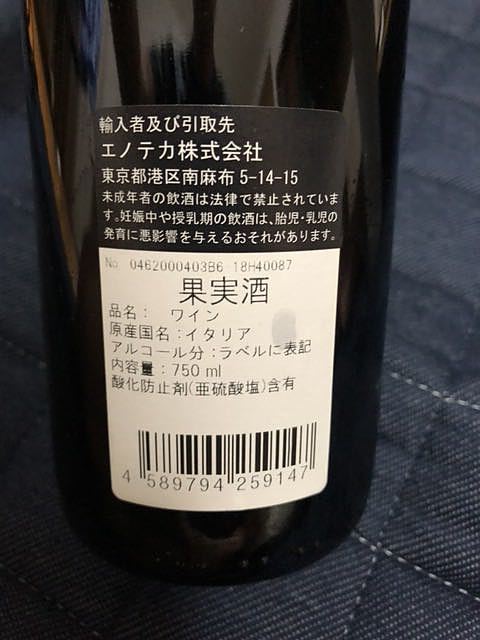 輸入者及び引取先
エノテカ株式会社
東京都港区南麻布 5-14-15
未成年者の飲酒は法律で禁止されていま
す。妊娠中や授乳期の飲酒は、胎児・乳児の
発育に悪影響を与えるおそれがあります。
No 0462000403B6 18H40087
果実酒
品名： ワイン
原産国名：イタリア
アルコール分：ラベルに表記
内容量：750 ml
酸化防止剤(亜硫酸塩)含有
4 589794 259147